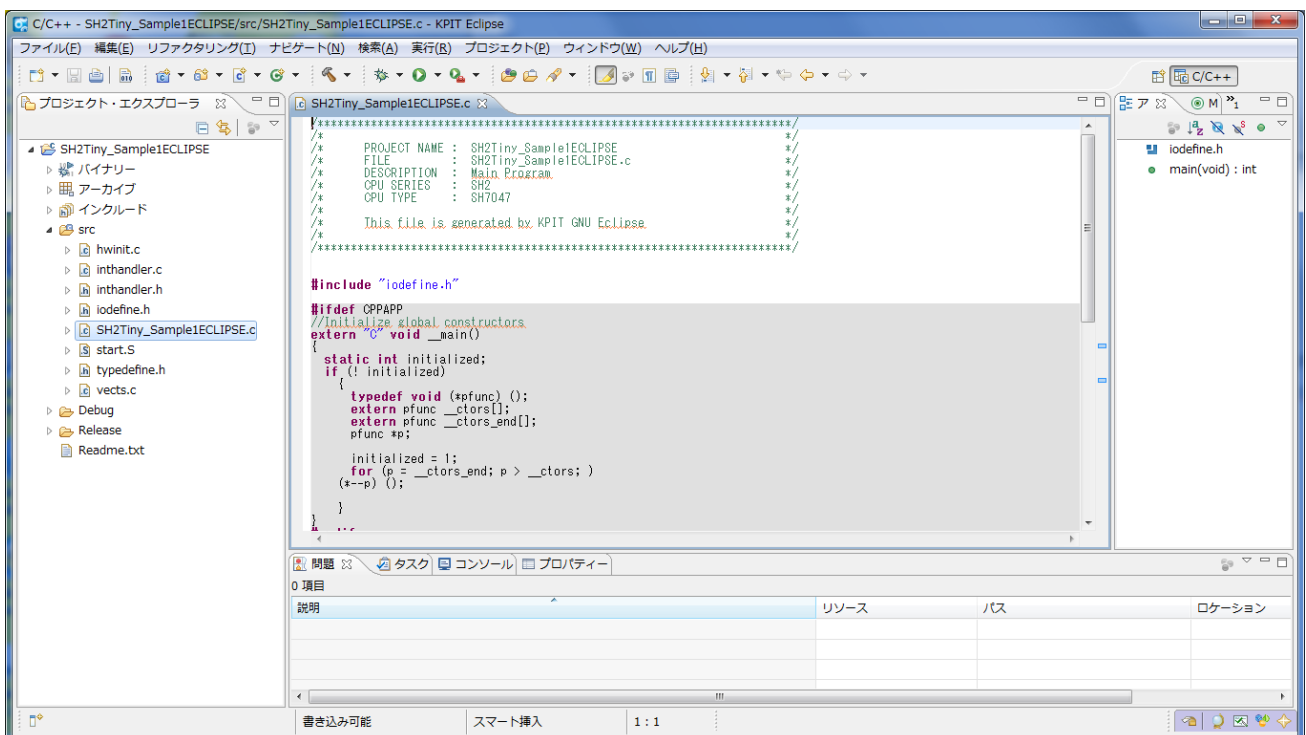 C/C++ - SH2Tiny_Sample1ECLIPSE/src/SH2Tiny_Sample1ECLIPSE.c - KPIT Eclipse
ファイル(F) 編集(E) リファクタリング(T) ナビゲート(N) 検索(A) 実行(R) プロジェクト(P) ウィンドウ(W) ヘルプ(H)
C/C++
プロジェクト・エクスプローラ
SH2Tiny_Sample1ECLIPSE
バイナリー
アーカイブ
インクルード
src
hwinit.c
inthandler.c
inthandler.h
iodefine.h
SH2Tiny_Sample1ECLIPSE.c
start.S
typedefine.h
vects.c
Debug
Release
Readme.txt
SH2Tiny_Sample1ECLIPSE.c
/***********************************************************************/
/* */
/* PROJECT NAME : SH2Tiny_Sample1ECLIPSE */
/* FILE : SH2Tiny_Sample1ECLIPSE.c */
/* DESCRIPTION : Main Program */
/* CPU SERIES : SH2 */
/* CPU TYPE : SH7047 */
/* */
/* This file is generated by KPIT GNU Eclipse */
/* */
/***********************************************************************/
#include "iodefine.h"
#ifdef CPPAPP
//Initialize global constructors
extern "C" void __main()
{
static int initialized;
if (! initialized)
{
typedef void (*pfunc) ();
extern pfunc __ctors[];
extern pfunc __ctors_end[];
pfunc *p;
initialized = 1;
for (p = __ctors_end; p > __ctors; )
(*--p) ();
}
}
ア M 1
iodefine.h
main(void) : int
問題 タスク コンソール プロパティー
0 項目
説明 リソース パス ロケーション
書き込み可能 スマート挿入 1 : 1